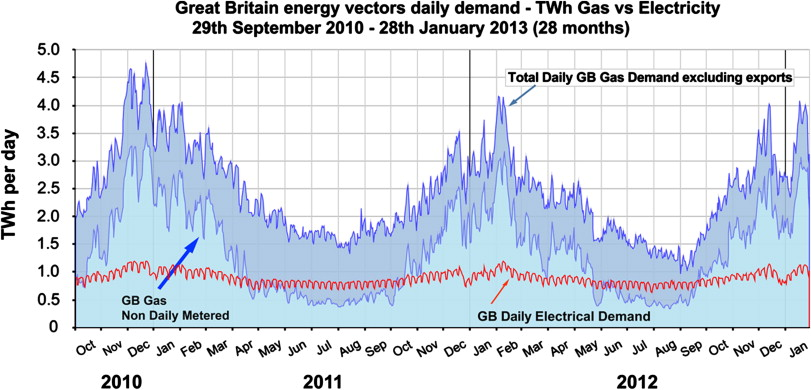 Great Britain energy vectors daily demand - TWh Gas vs Electricity
29th September 2010 - 28th January 2013 (28 months)
5.0
4.5
4.0
3.5
3.0
2.5
2.0
1.5
1.0
0.5
0
TWh per day
Total Daily GB Gas Demand excluding exports
GB Gas
Non Daily Metered
GB Daily Electrical Demand
Oct Nov Dec Jan Feb Mar Apr May Jun Jul Aug Sep Oct Nov Dec Jan Feb Mar Apr May Jun Jul Aug Sep Oct Nov Dec Jan
2010 2011 2012